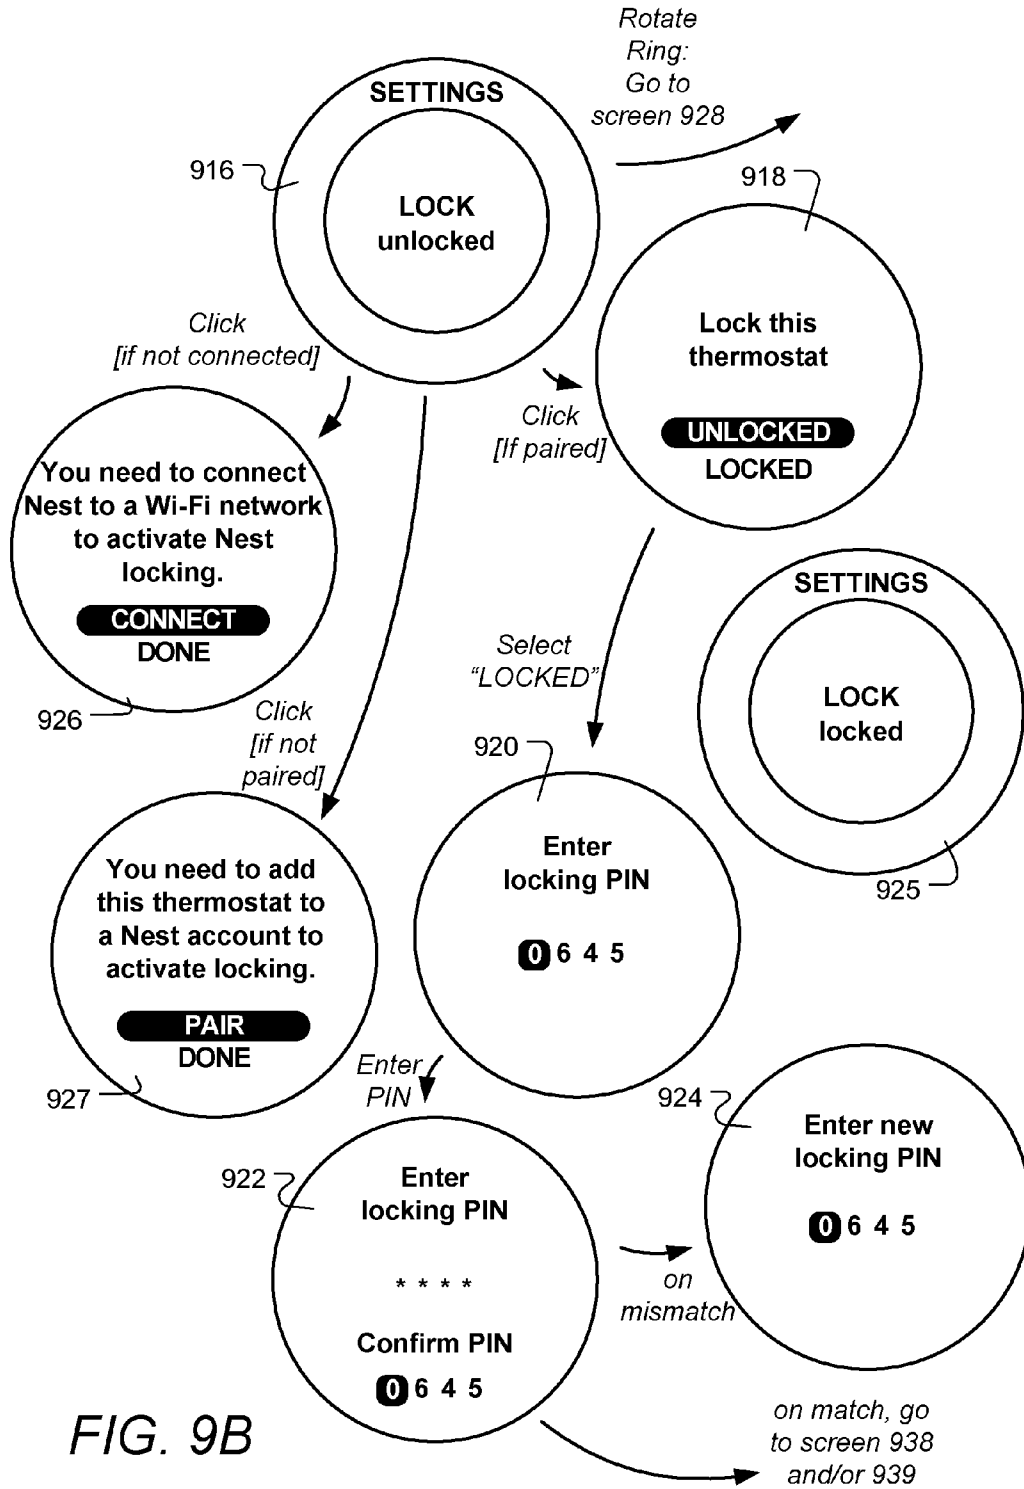 Rotate
Ring:
Go to
screen 928
SETTINGS
916
LOCK
unlocked
918
Lock this
thermostat
UNLOCKED
LOCKED
Click
[if not connected]
Click
[If paired]
You need to connect
Nest to a Wi-Fi network
to activate Nest
locking.
CONNECT
DONE
926
SETTINGS
LOCK
locked
925
Select
“LOCKED”
Click
[if not
paired]
920
Enter
locking PIN
0 6 4 5
You need to add
this thermostat to
a Nest account to
activate locking.
PAIR
DONE
927
Enter
PIN
922
Enter
locking PIN
* * * *
Confirm PIN
0 6 4 5
924
Enter new
locking PIN
0 6 4 5
on
mismatch
on match, go
to screen 938
and/or 939
FIG. 9B